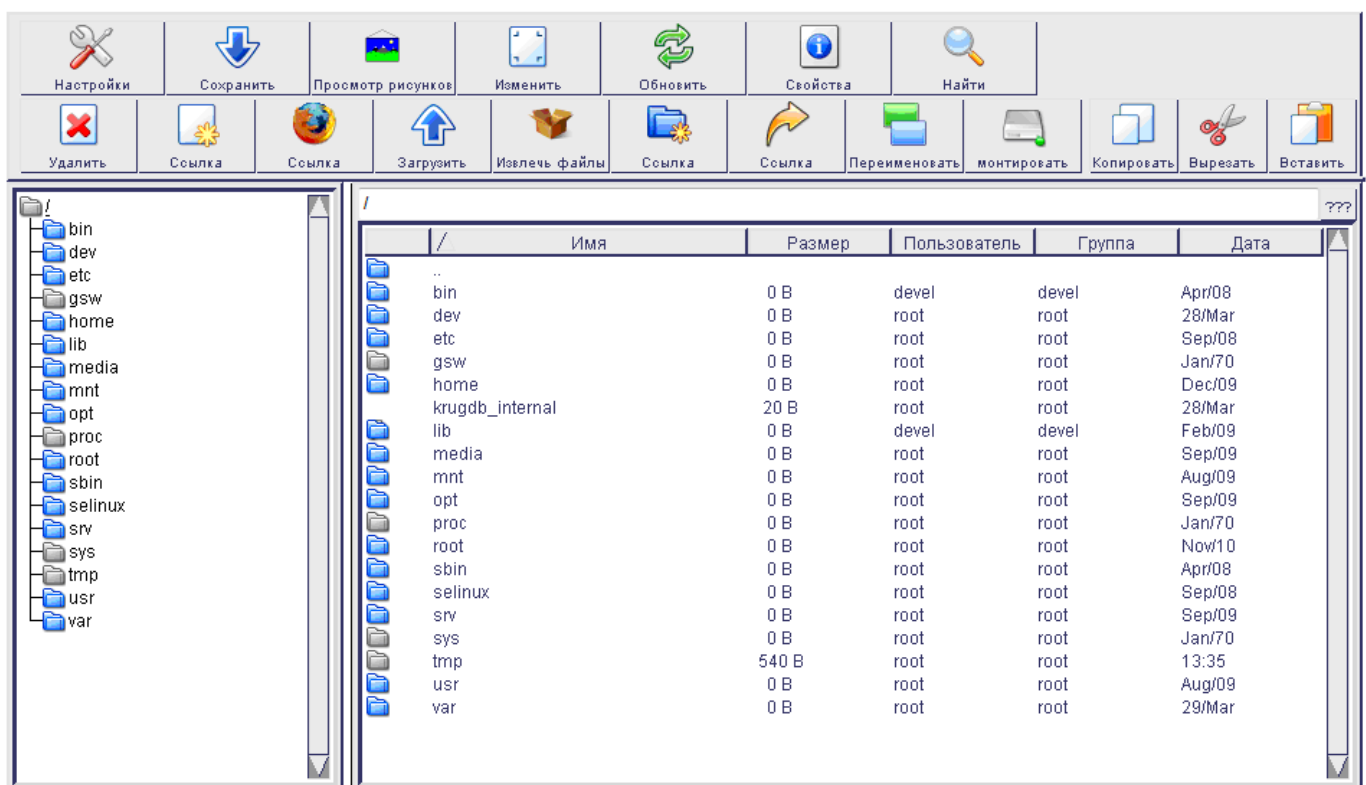 Настройки Сохранить Просмотр рисунков Изменить Обновить Свойства Найти
Удалить Ссылка Ссылка Загрузить Извлечь файлы Ссылка Ссылка Переименовать монтировать Копировать Вырезать Вставить
/
bin
dev
etc
gsw
home
lib
media
mnt
opt
proc
root
sbin
selinux
srv
sys
tmp
usr
var
/ ???
Имя Размер Пользователь Группа Дата
..
bin 0 B devel devel Apr/08
dev 0 B root root 28/Mar
etc 0 B root root Sep/08
gsw 0 B root root Jan/70
home 0 B root root Dec/09
krugdb_internal 20 B root root 28/Mar
lib 0 B devel devel Feb/09
media 0 B root root Sep/09
mnt 0 B root root Aug/09
opt 0 B root root Sep/09
proc 0 B root root Jan/70
root 0 B root root Nov/10
sbin 0 B root root Apr/08
selinux 0 B root root Sep/08
srv 0 B root root Sep/09
sys 0 B root root Jan/70
tmp 540 B root root 13:35
usr 0 B root root Aug/09
var 0 B root root 29/Mar